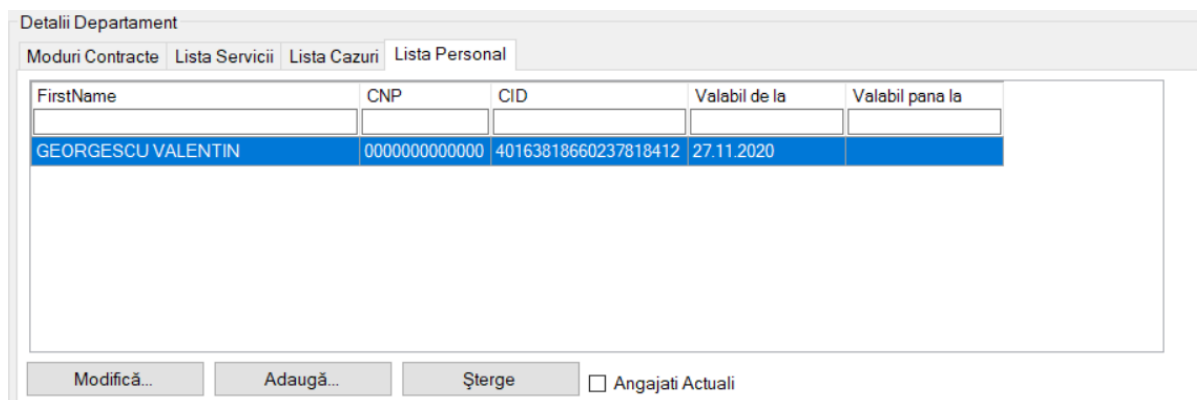 Detalii Departament
Moduri Contracte Lista Servicii Lista Cazuri Lista Personal
FirstName CNP CID Valabil de la Valabil pana la
GEORGESCU VALENTIN 0000000000000 40163818660237818412 27.11.2020
Modifică... Adaugă... Şterge Angajati Actuali